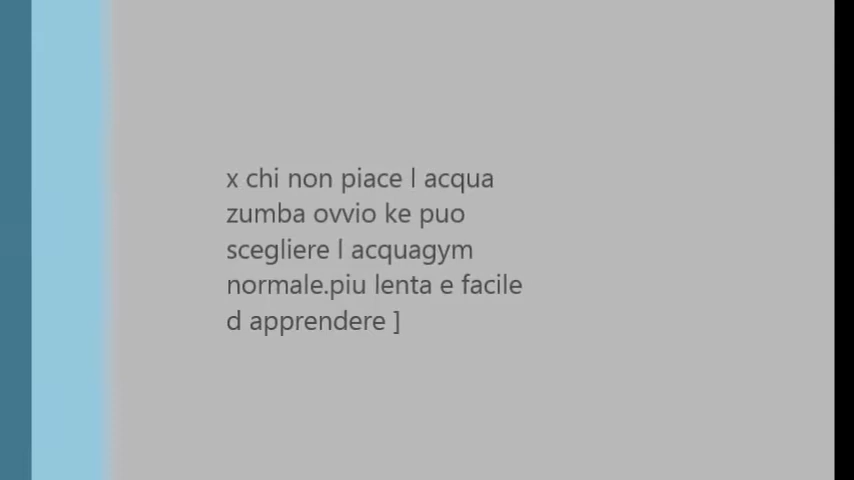 x chi non piace l acqua
zumba ovvio ke puo
scegliere l acquagym
normale.piu lenta e facile
d apprendere ]